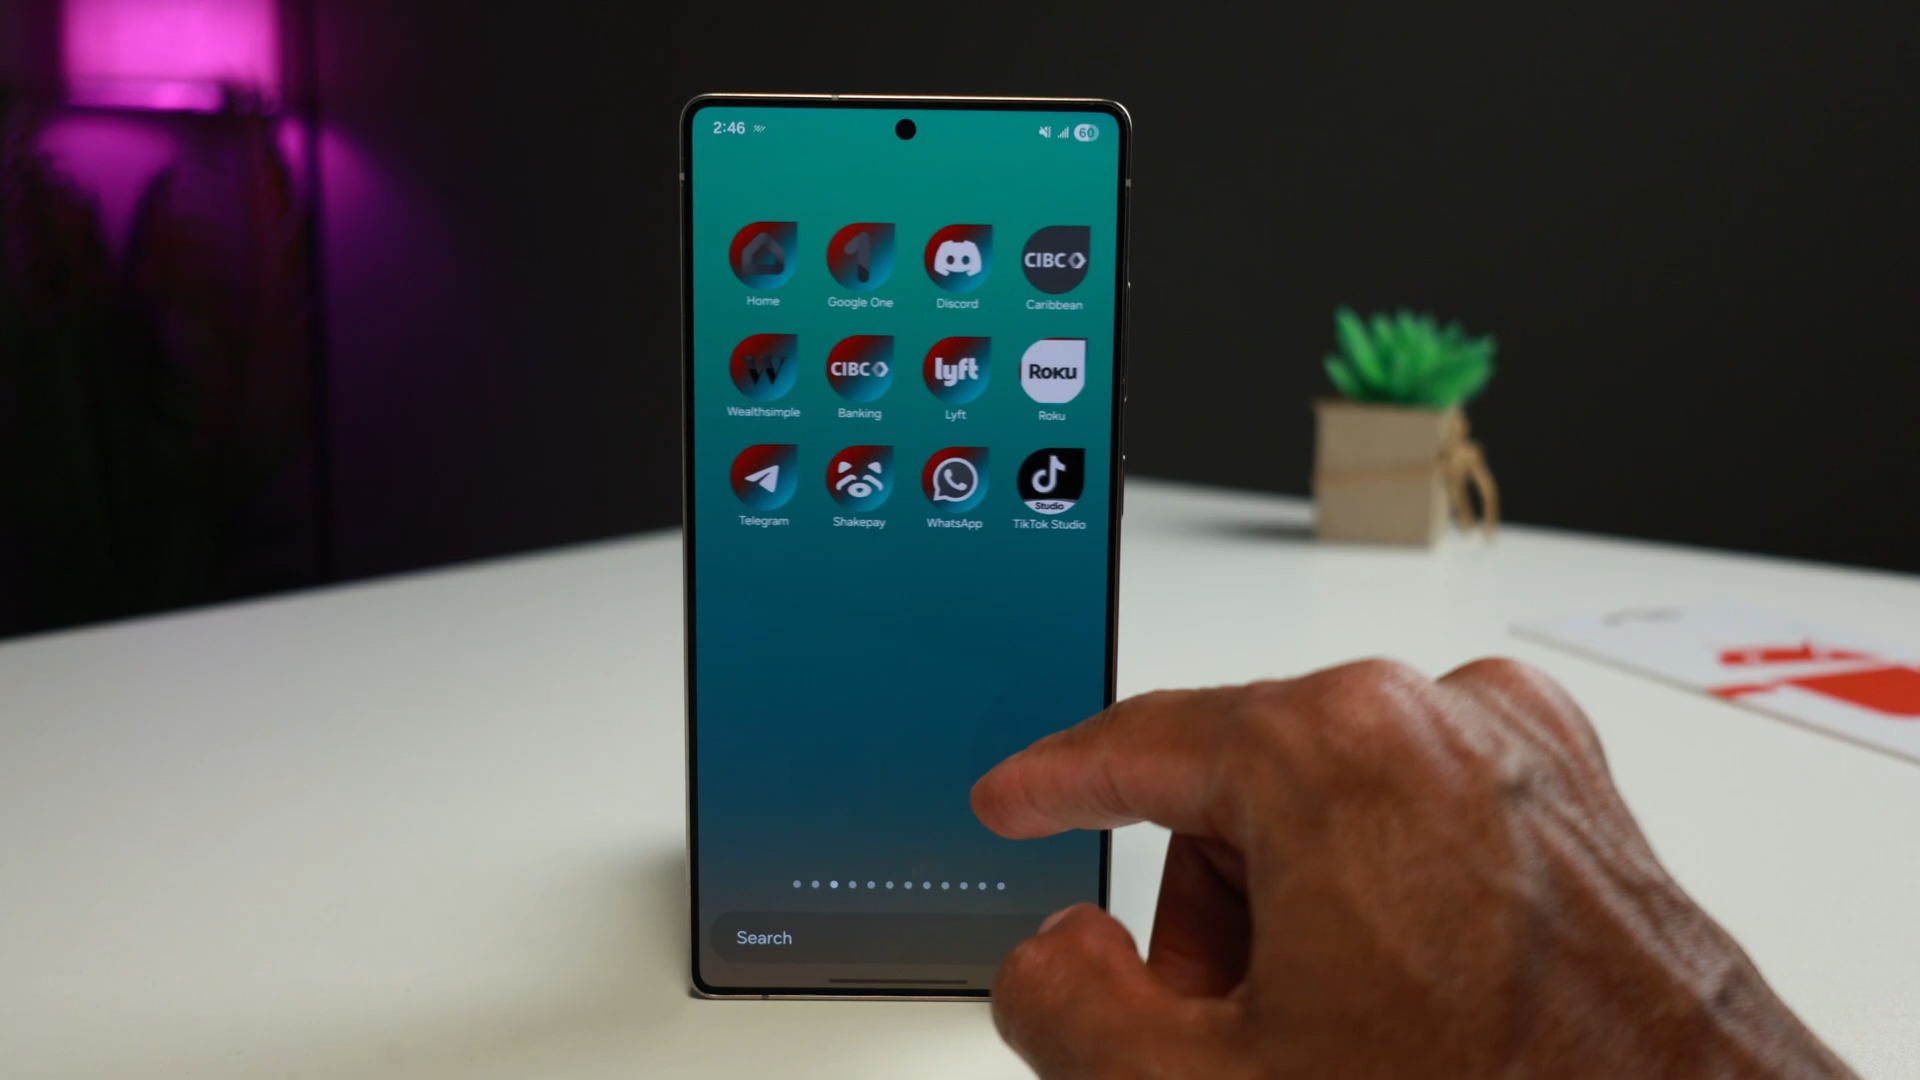 2:46 60
Home Google One Discord CIBC
Caribbean
W CIBC lyft Roku
Wealthsimple Banking Lyft Roku
Studio
Telegram Shakepay WhatsApp TikTok Studio
Search